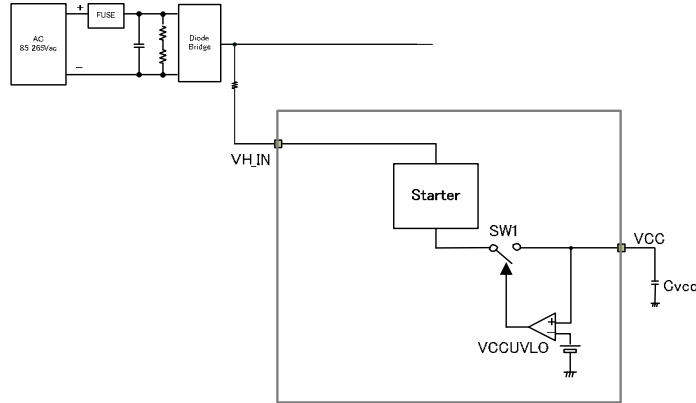 +
FUSE
AC
85 265Vac
Diode
Bridge
−
VH_IN
Starter
SW1
VCC
Cvcc
+
−
VCCUVLO